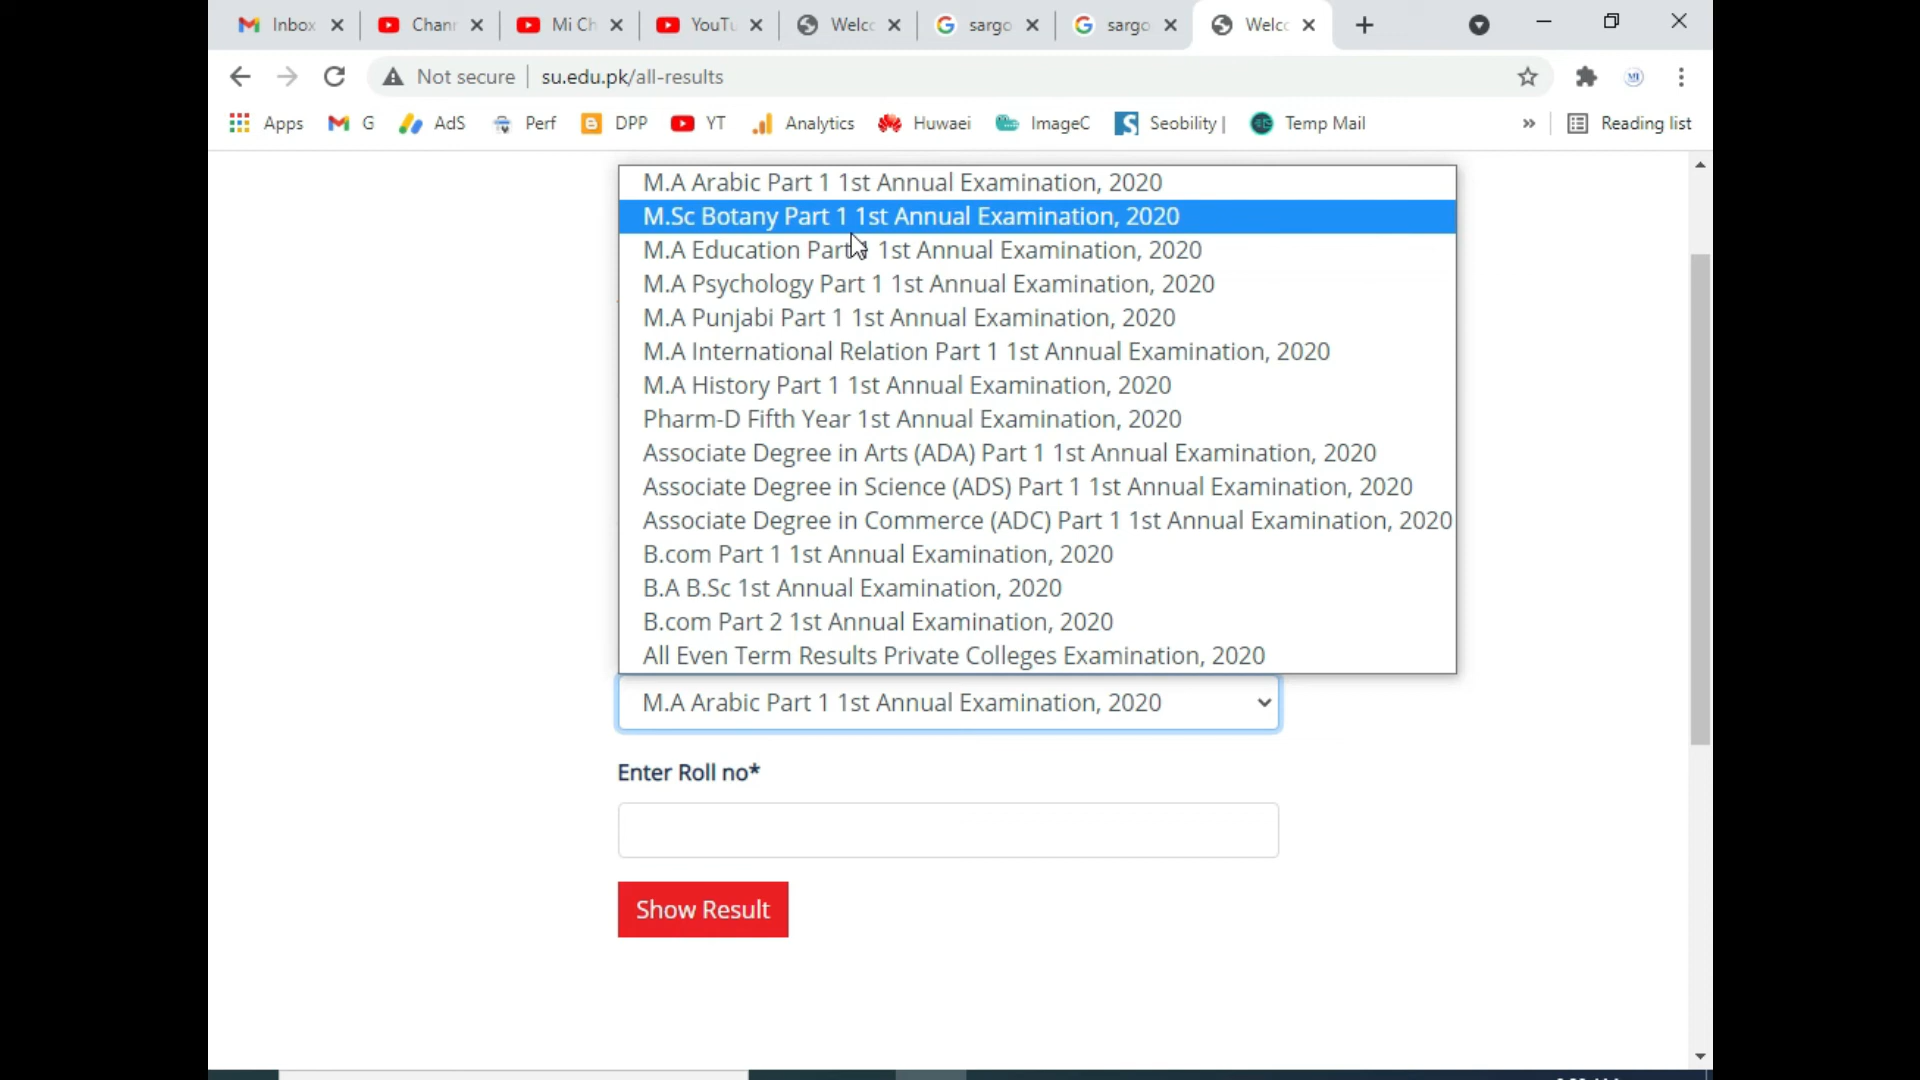 Inbox
Chan
Mi Ch
YouTu
Welc
sargo
sargo
Welc
Not secure
su.edu.pk/all-results
Apps
G
AdS
Perf
DPP
YT
Analytics
Huwaei
ImageC
Seobility |
Temp Mail
»
Reading list
M.A Arabic Part 1 1st Annual Examination, 2020
M.Sc Botany Part 1 1st Annual Examination, 2020
M.A Education Part 1 1st Annual Examination, 2020
M.A Psychology Part 1 1st Annual Examination, 2020
M.A Punjabi Part 1 1st Annual Examination, 2020
M.A International Relation Part 1 1st Annual Examination, 2020
M.A History Part 1 1st Annual Examination, 2020
Pharm-D Fifth Year 1st Annual Examination, 2020
Associate Degree in Arts (ADA) Part 1 1st Annual Examination, 2020
Associate Degree in Science (ADS) Part 1 1st Annual Examination, 2020
Associate Degree in Commerce (ADC) Part 1 1st Annual Examination, 2020
B.com Part 1 1st Annual Examination, 2020
B.A B.Sc 1st Annual Examination, 2020
B.com Part 2 1st Annual Examination, 2020
All Even Term Results Private Colleges Examination, 2020
M.A Arabic Part 1 1st Annual Examination, 2020
Enter Roll no*
Show Result